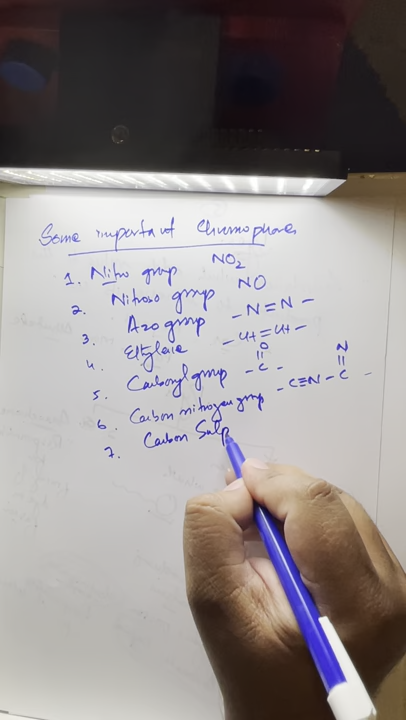 Some important Chromophores
1. Nitro group NO2
2. Nitroso group NO
3. Azo group -N=N-
4. Ethylene -CH=CH-
5. Carbonyl group -C- || O
6. Carbon nitrogen group -C≡N -C- || N
7. Carbon Sulp